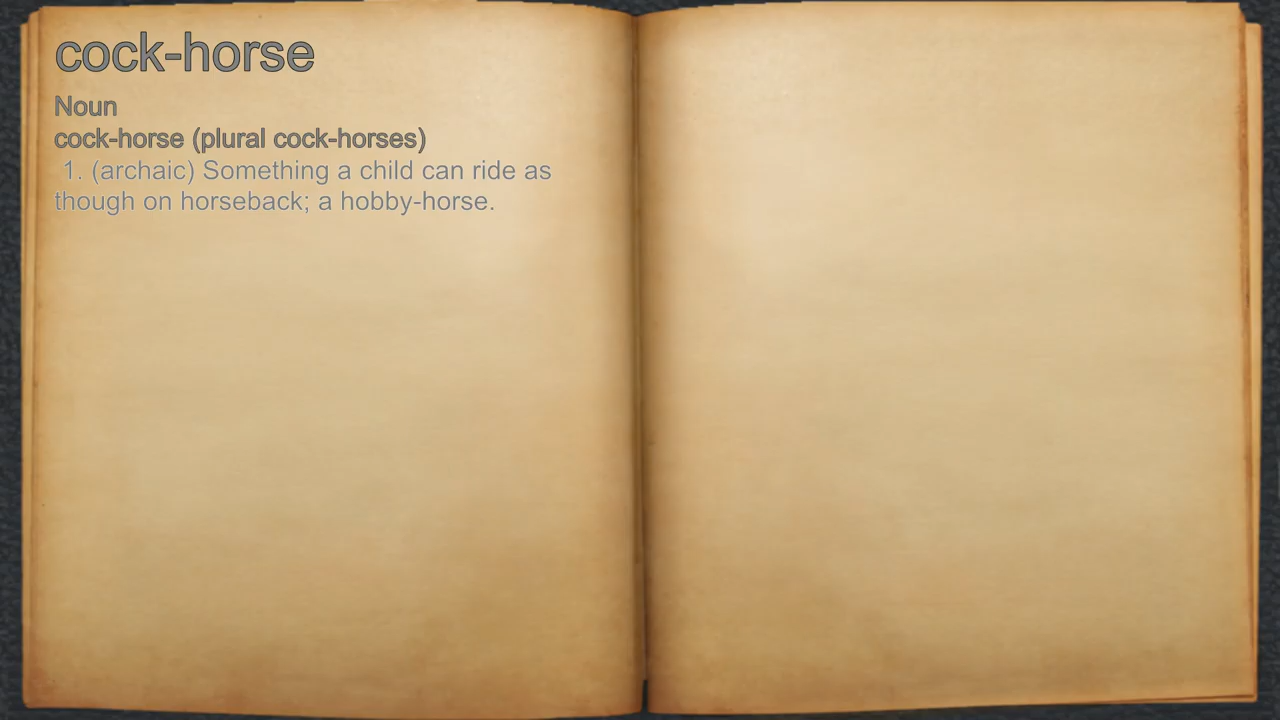 cock-horse
Noun
cock-horse (plural cock-horses)
1. (archaic) Something a child can ride as
though on horseback; a hobby-horse.